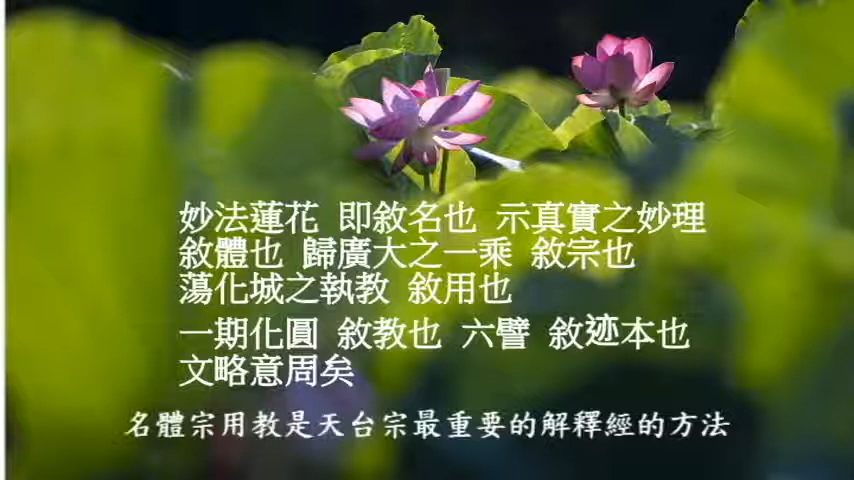 妙法蓮花 即敘名也 示真實之妙理
敘體也 歸廣大之一乘 敘宗也
蕩化城之執教 敘用也
一期化圓 敘教也 六譬 敘迹本也
文略意周矣
名體宗用教是天台宗最重要的解釋經的方法